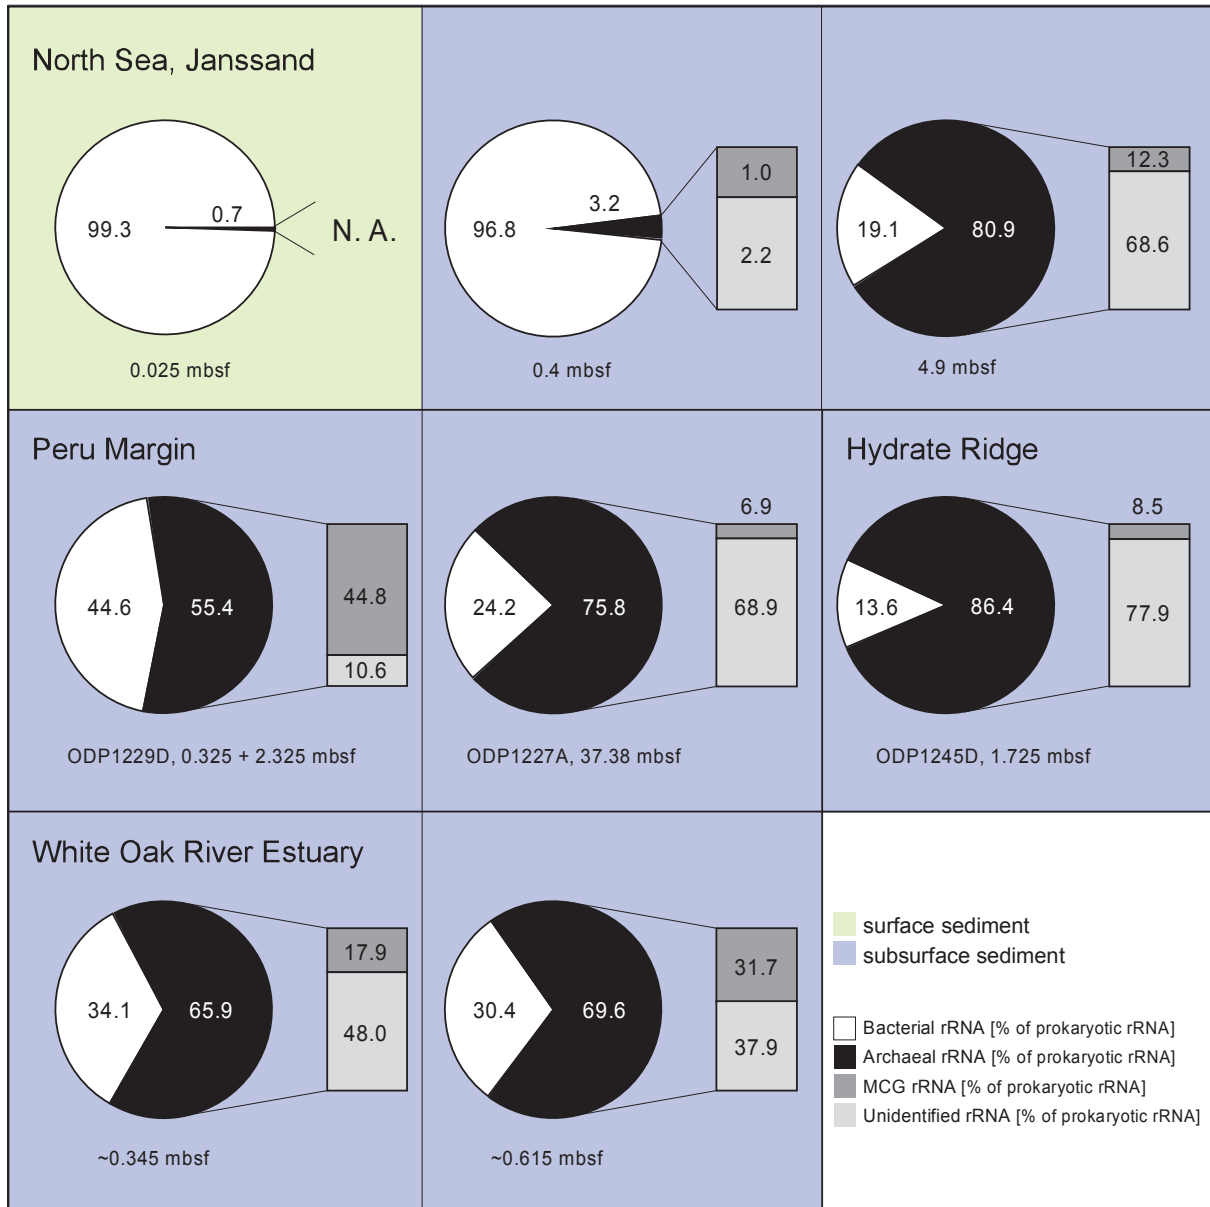 North Sea, Janssand
99.3
0.7
N. A.
0.025 mbsf
96.8
3.2
1.0
2.2
0.4 mbsf
19.1
80.9
12.3
68.6
4.9 mbsf
Peru Margin
44.6
55.4
44.8
10.6
ODP1229D, 0.325 + 2.325 mbsf
24.2
75.8
6.9
68.9
ODP1227A, 37.38 mbsf
Hydrate Ridge
13.6
86.4
8.5
77.9
ODP1245D, 1.725 mbsf
White Oak River Estuary
34.1
65.9
17.9
48.0
~0.345 mbsf
30.4
69.6
31.7
37.9
~0.615 mbsf
surface sediment
subsurface sediment
Bacterial rRNA [% of prokaryotic rRNA]
Archaeal rRNA [% of prokaryotic rRNA]
MCG rRNA [% of prokaryotic rRNA]
Unidentified rRNA [% of prokaryotic rRNA]